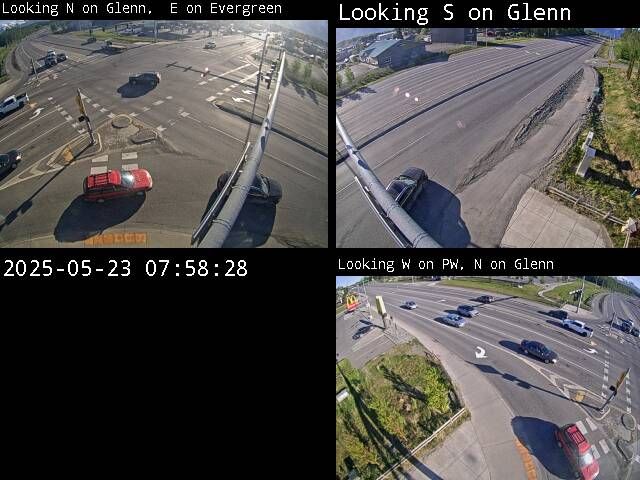 Looking N on Glenn, E on Evergreen
Looking S on Glenn
2025-05-23 07:58:28
Looking W on PW, N on Glenn